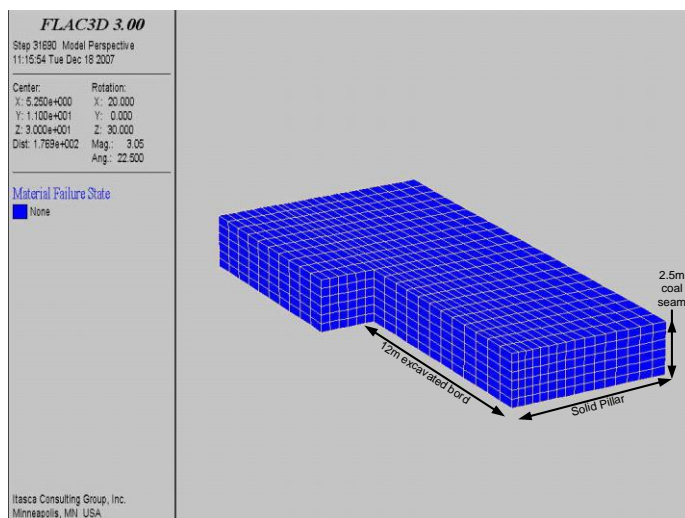 FLAC3D 3.00
Step 31690 Model Perspective
11:15:54 Tue Dec 18 2007
Center:
X: 5.250e+000
Y: 1.100e+001
Z: 3.000e+001
Dist: 1.769e+002
Rotation:
X: 20.000
Y: 0.000
Z: 30.000
Mag.: 3.05
Ang.: 22.500
Material Failure State
None
2.5m
coal
seam
12m excavated bord
Solid Pillar
Itasca Consulting Group, Inc.
Minneapolis, MN USA